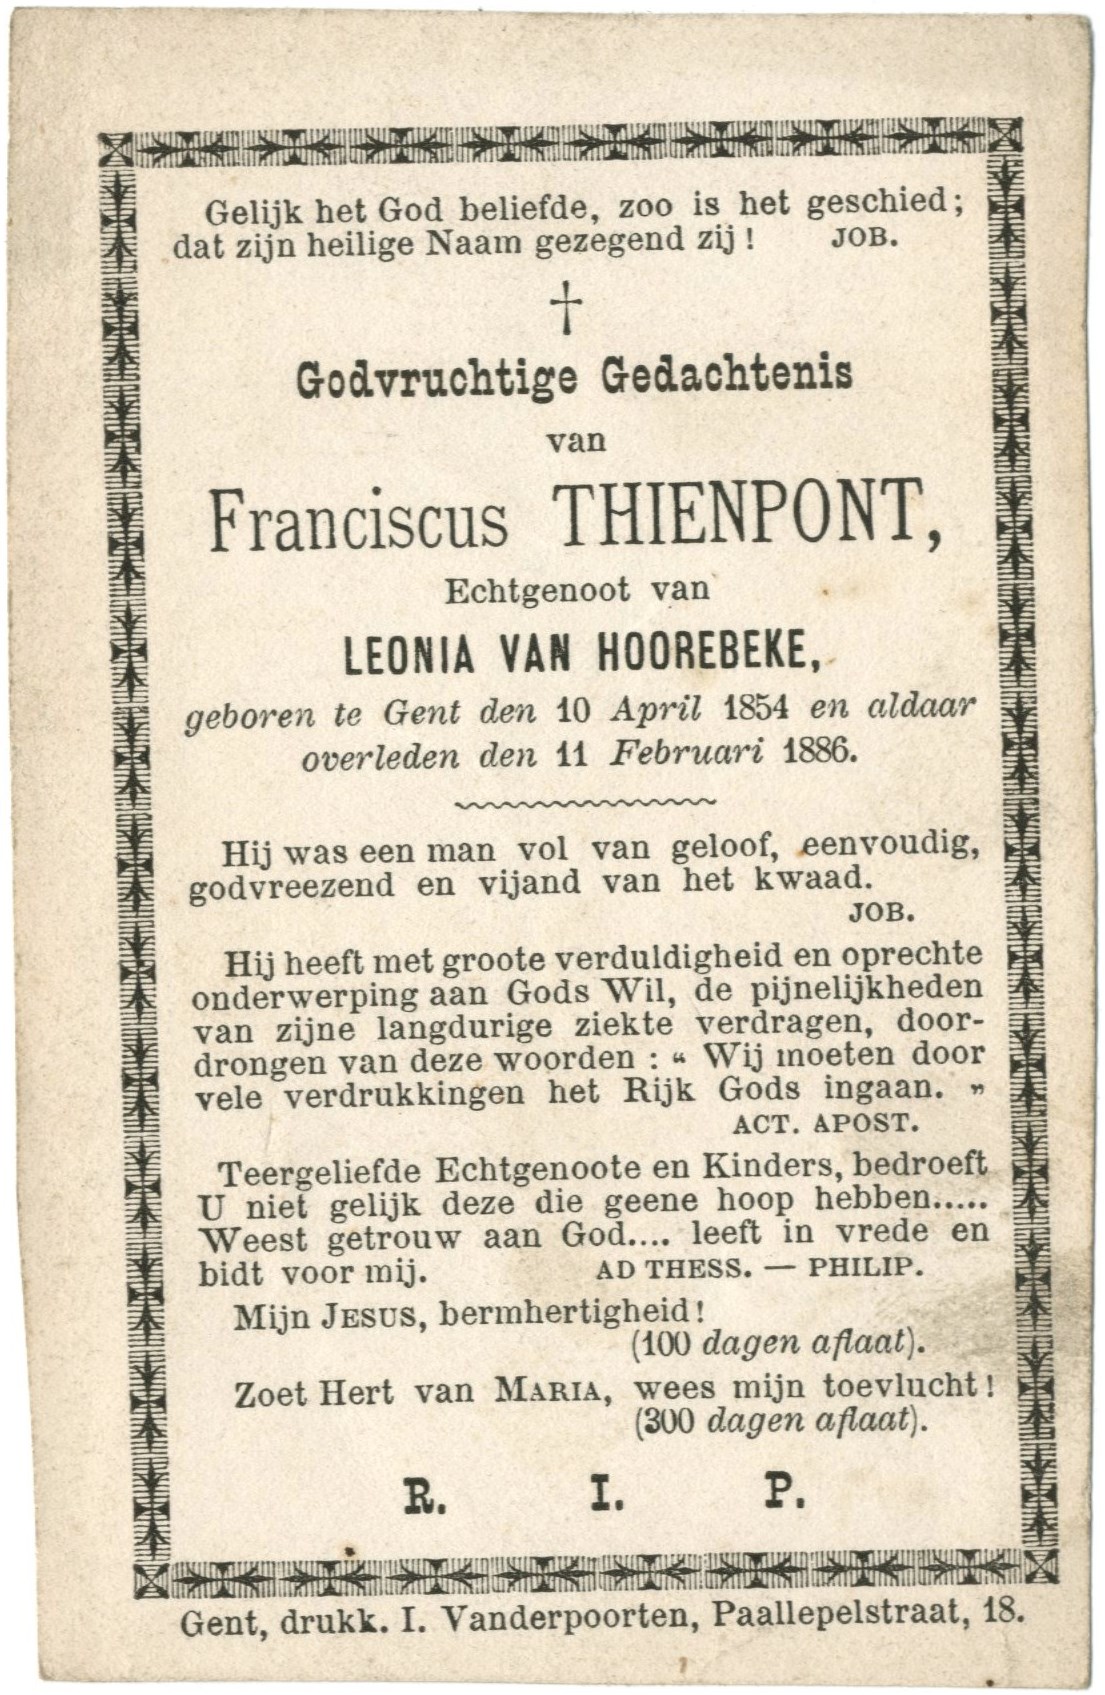 Gelijk het God beliefde, zoo is het geschied;
dat zijn heilige Naam gezegend zij ! JOB.
†
Godvruchtige Gedachtenis
van
Franciscus THIENPONT,
Echtgenoot van
LEONIA VAN HOOREBEKE,
geboren te Gent den 10 April 1854 en aldaar
overleden den 11 Februari 1886.
Hij was een man vol van geloof, eenvoudig,
godvreezend en vijand van het kwaad.
JOB.
Hij heeft met groote verduldigheid en oprechte
onderwerping aan Gods Wil, de pijnelijkheden
van zijne langdurige ziekte verdragen, door-
drongen van deze woorden : “ Wij moeten door
vele verdrukkingen het Rijk Gods ingaan. „
ACT. APOST.
Teergeliefde Echtgenoote en Kinders, bedroeft
U niet gelijk deze die geene hoop hebben.....
Weest getrouw aan God.... leeft in vrede en
bidt voor mij. AD THESS. — PHILIP.
Mijn JESUS, bermhertigheid !
(100 dagen aflaat).
Zoet Hert van MARIA, wees mijn toevlucht !
(300 dagen aflaat).
R. I. P.
Gent, drukk. I. Vanderpoorten, Paallepelstraat, 18.